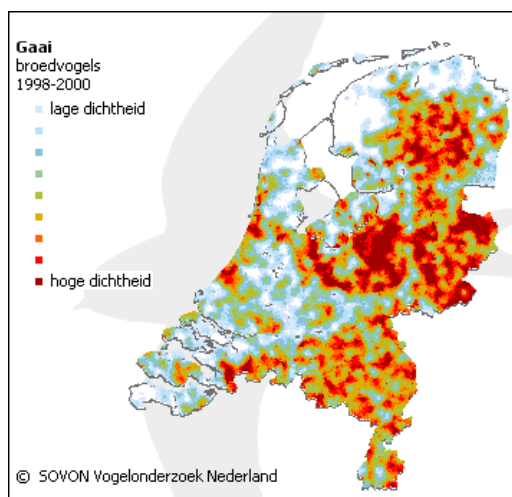 Gaai
broedvogels
1998-2000
lage dichtheid
hoge dichtheid
© SOVON Vogelonderzoek Nederland